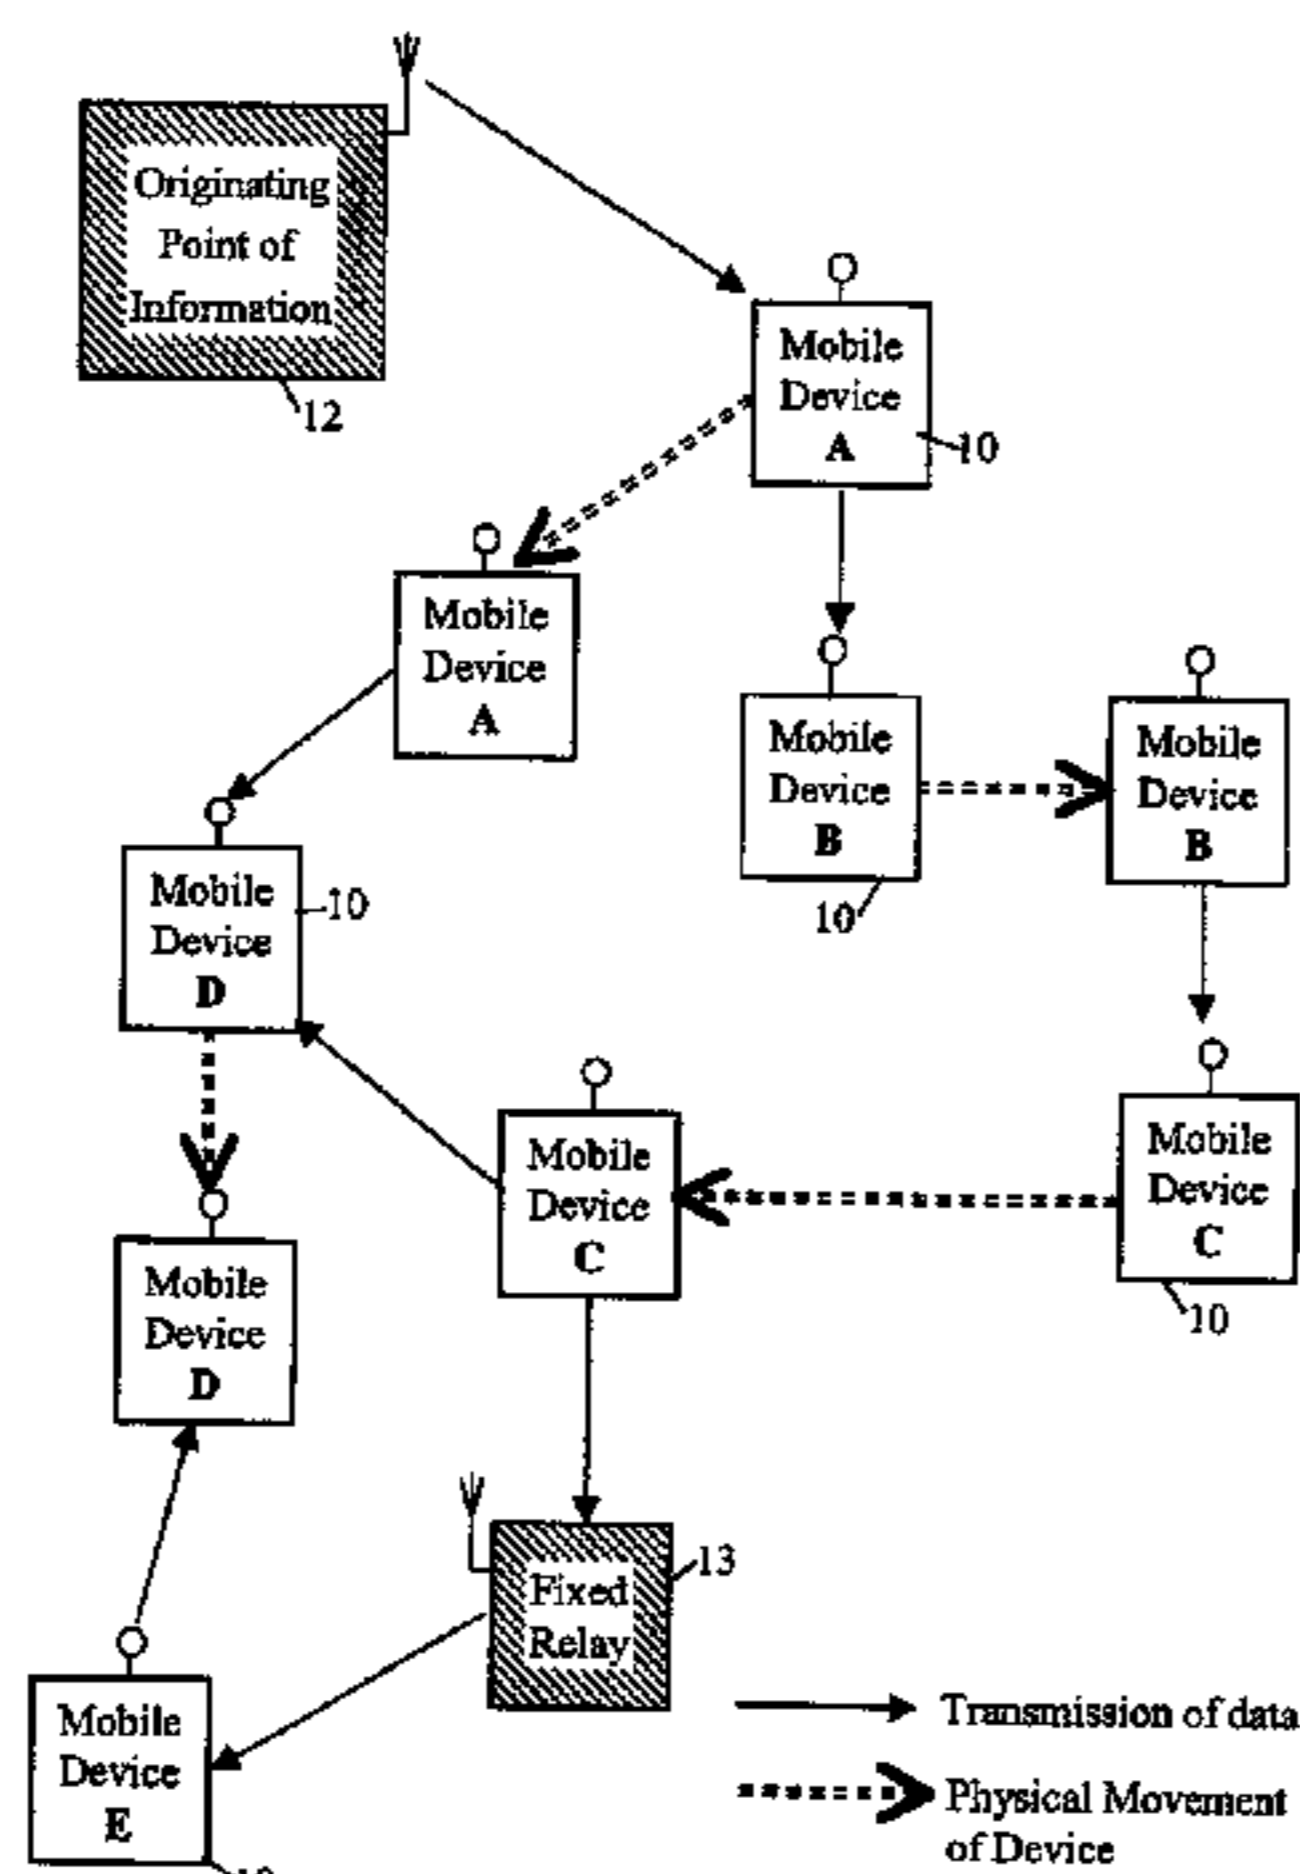 Originating
Point of
Information
12
Mobile
Device
A
10
Mobile
Device
A
Mobile
Device
B
10
Mobile
Device
B
Mobile
Device
D
10
Mobile
Device
C
Mobile
Device
C
10
Mobile
Device
D
Fixed
Relay
13
Mobile
Device
E
Transmission of data
Physical Movement
of Device